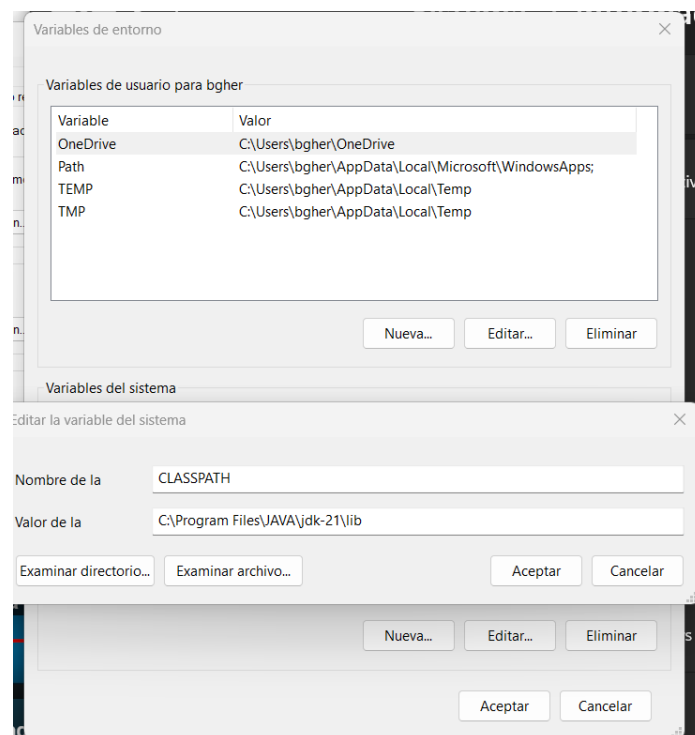 Variables de entorno
Variables de usuario para bgher
Variable Valor
OneDrive C:\Users\bgher\OneDrive
Path C:\Users\bgher\AppData\Local\Microsoft\WindowsApps;
TEMP C:\Users\bgher\AppData\Local\Temp
TMP C:\Users\bgher\AppData\Local\Temp
Nueva... Editar... Eliminar
Variables del sistema
Editar la variable del sistema
Nombre de la CLASSPATH
Valor de la C:\Program Files\JAVA\jdk-21\lib
Examinar directorio... Examinar archivo... Aceptar Cancelar
Nueva... Editar... Eliminar
Aceptar Cancelar